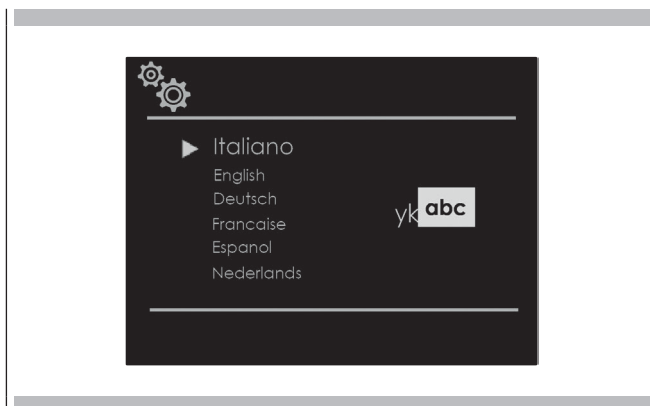 Italiano
English
Deutsch
Francaise
Espanol
Nederlands
yk abc